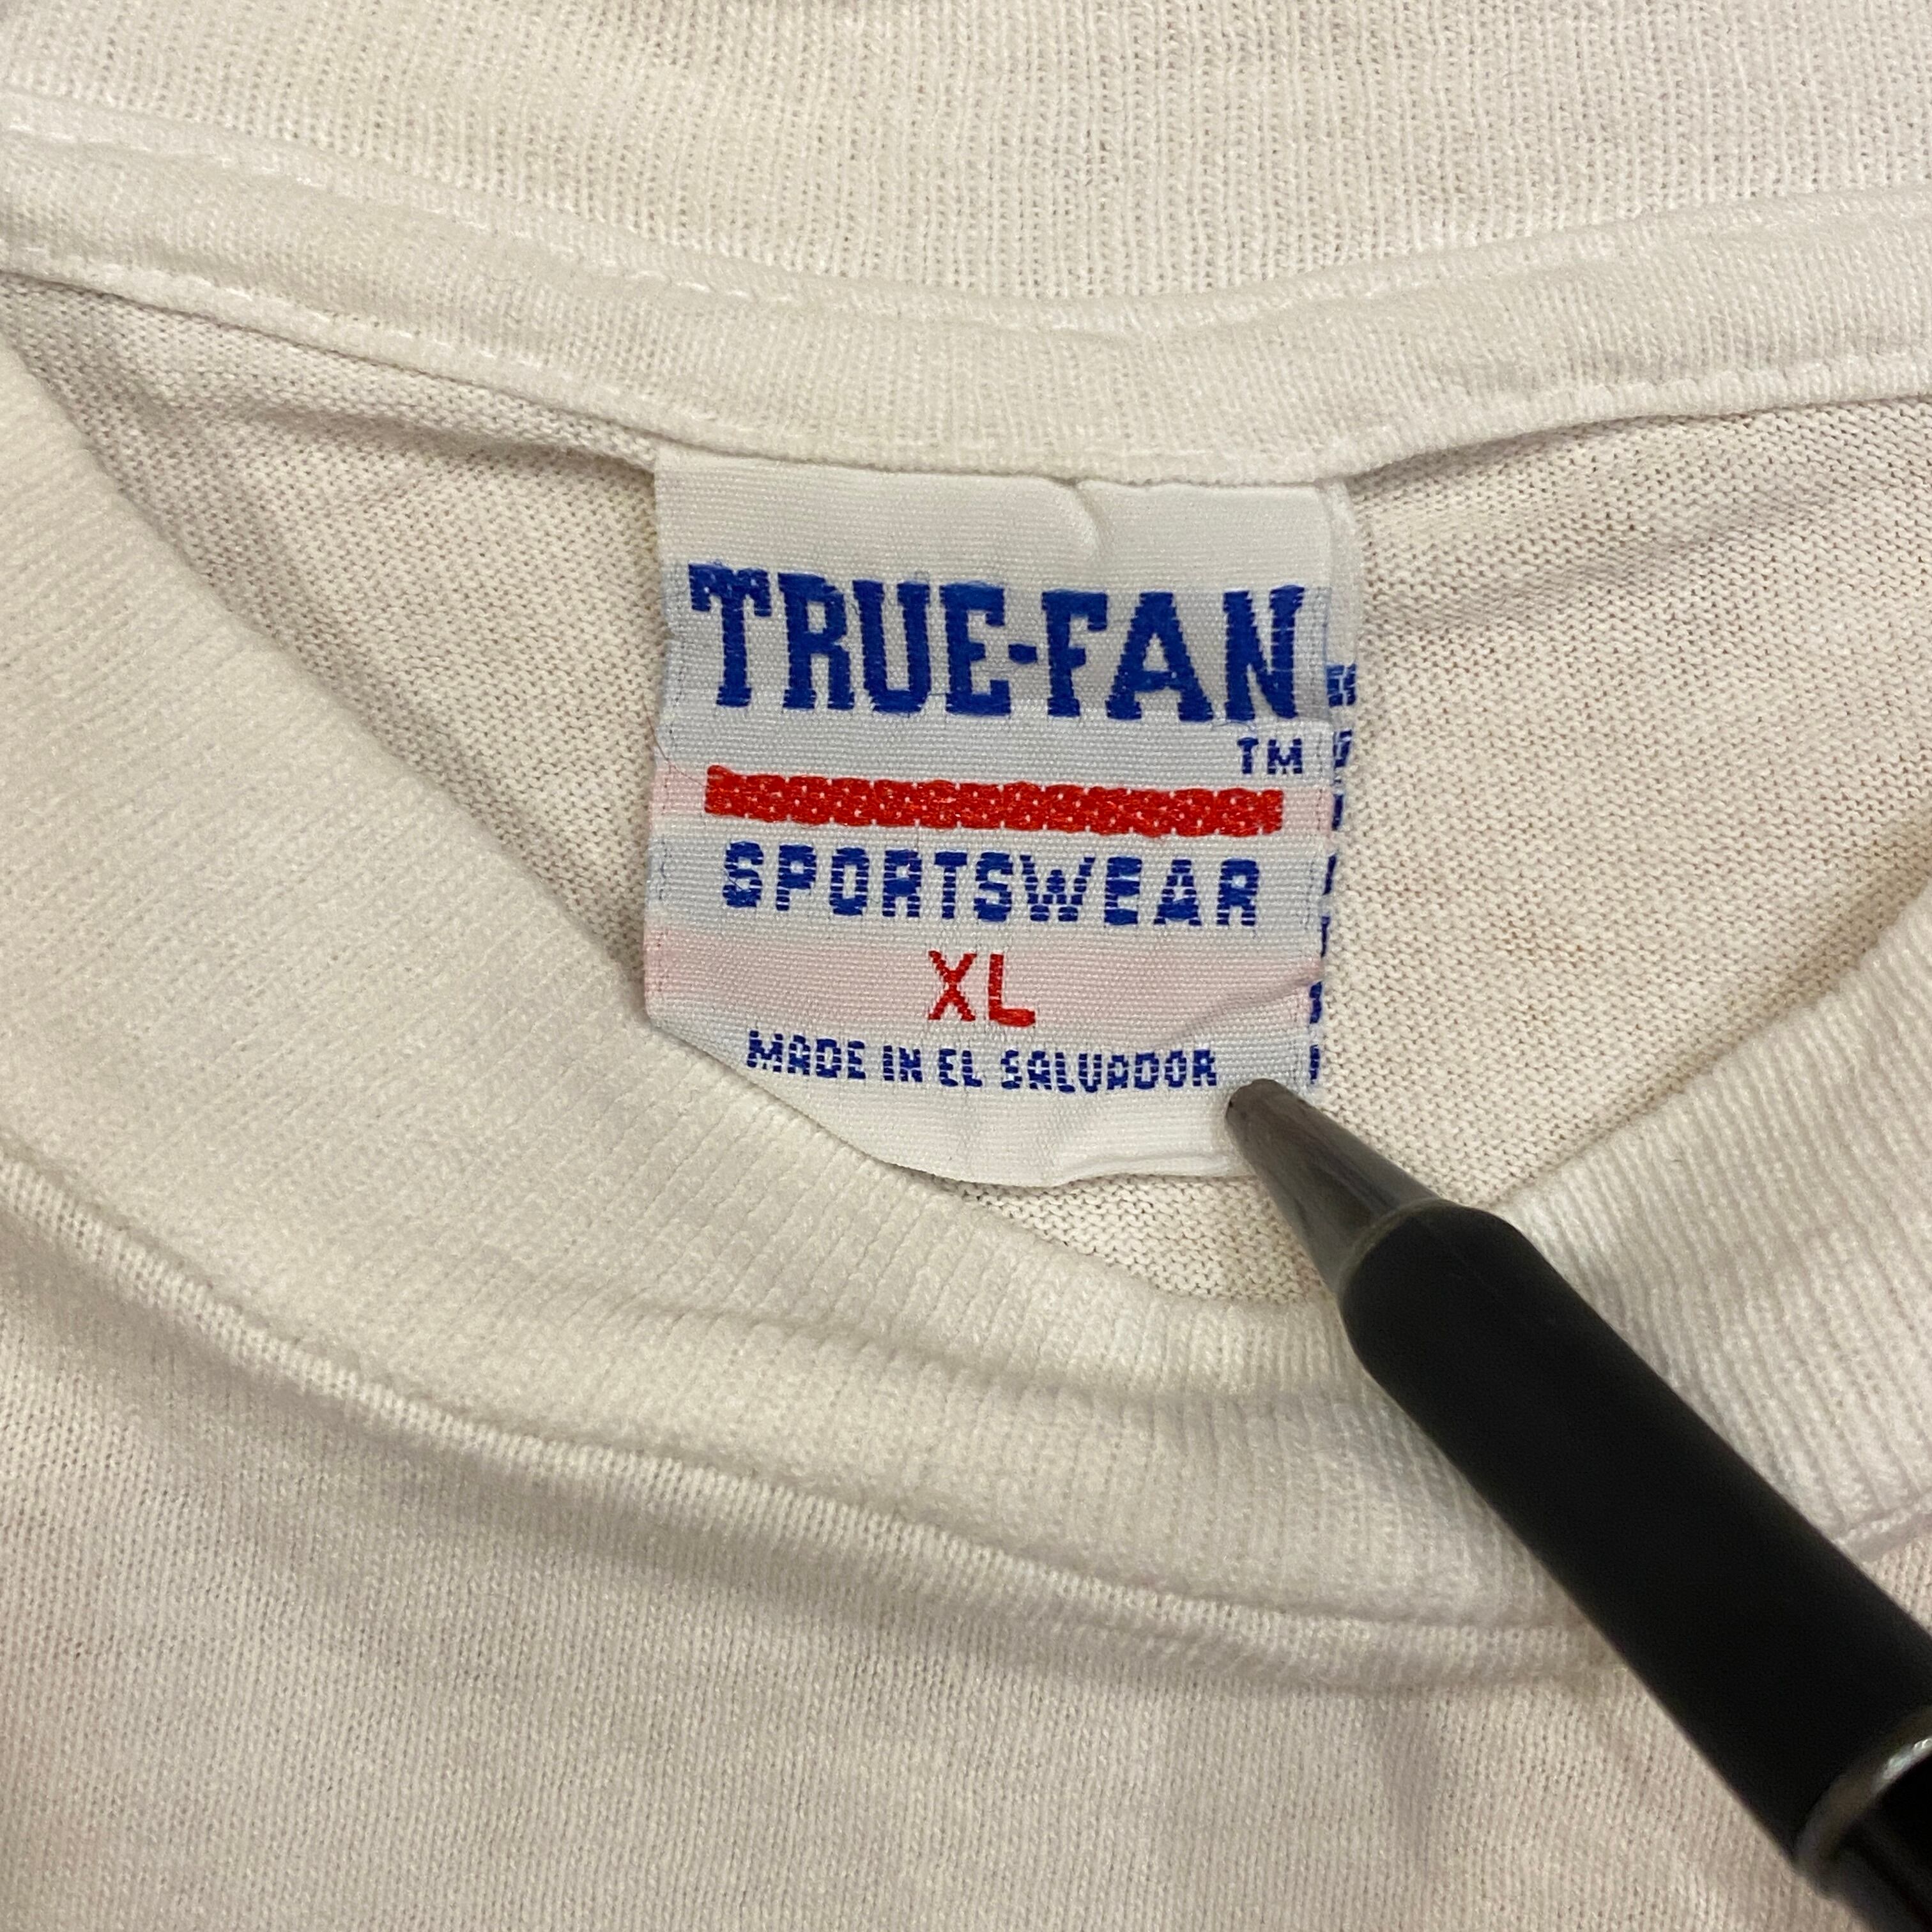 TRUE-FAN
TM
SPORTSWEAR
XL
MADE IN EL SALVADOR